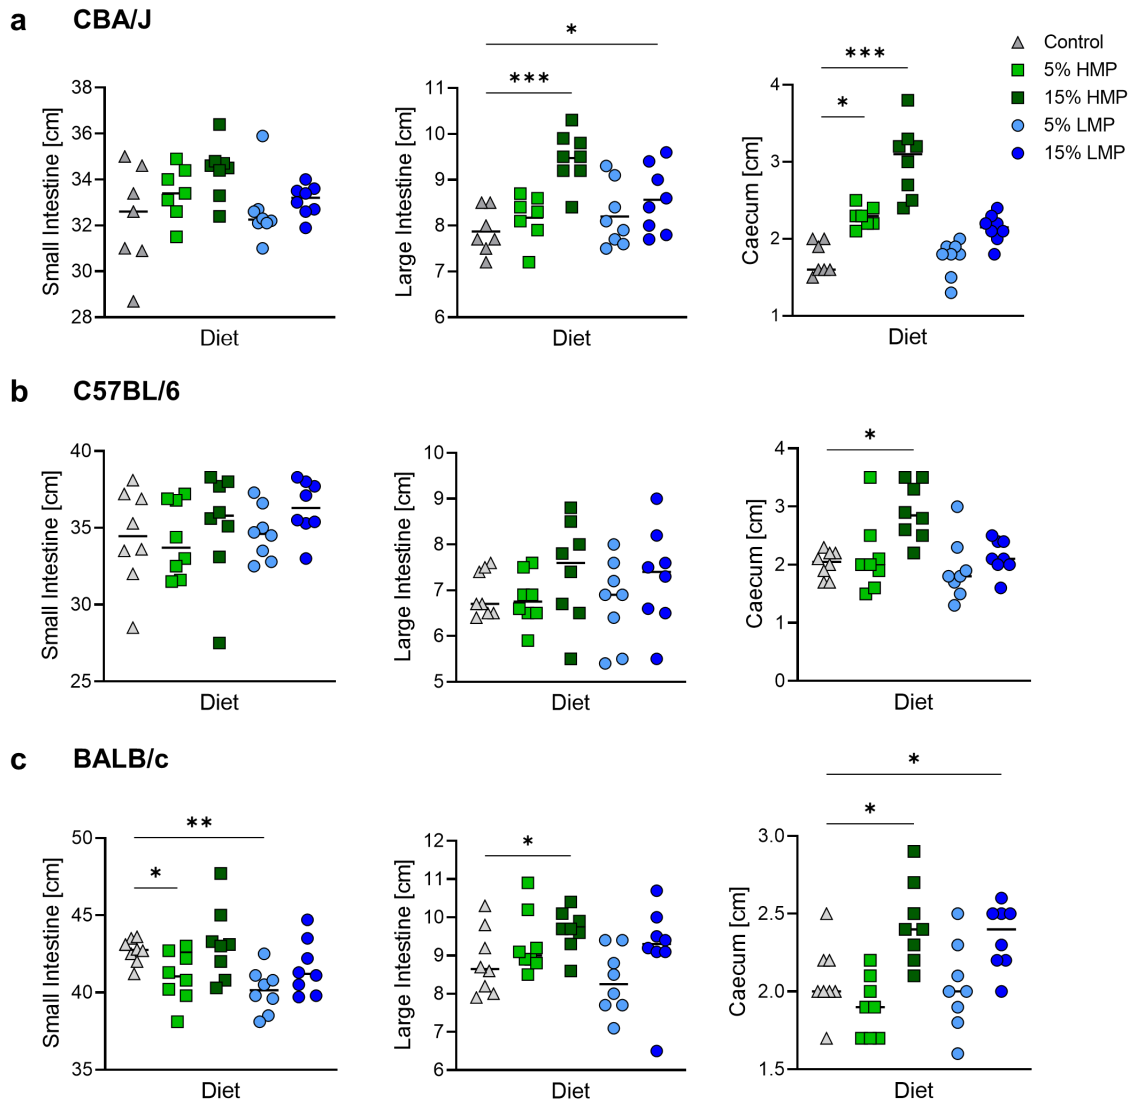 a CBA/J
Small Intestine [cm]
38
36
34
32
30
28
Diet
Large Intestine [cm]
11
10
9
8
7
6
***
*
Diet
Caecum [cm]
4
3
2
1
*
***
Diet
Control
5% HMP
15% HMP
5% LMP
15% LMP
b C57BL/6
Small Intestine [cm]
40
35
30
25
Diet
Large Intestine [cm]
10
9
8
7
6
5
Diet
Caecum [cm]
4
3
2
1
0
*
Diet
c BALB/c
Small Intestine [cm]
50
45
40
35
**
*
Diet
Large Intestine [cm]
12
11
10
9
8
7
6
*
Diet
Caecum [cm]
3.0
2.5
2.0
1.5
*
*
Diet